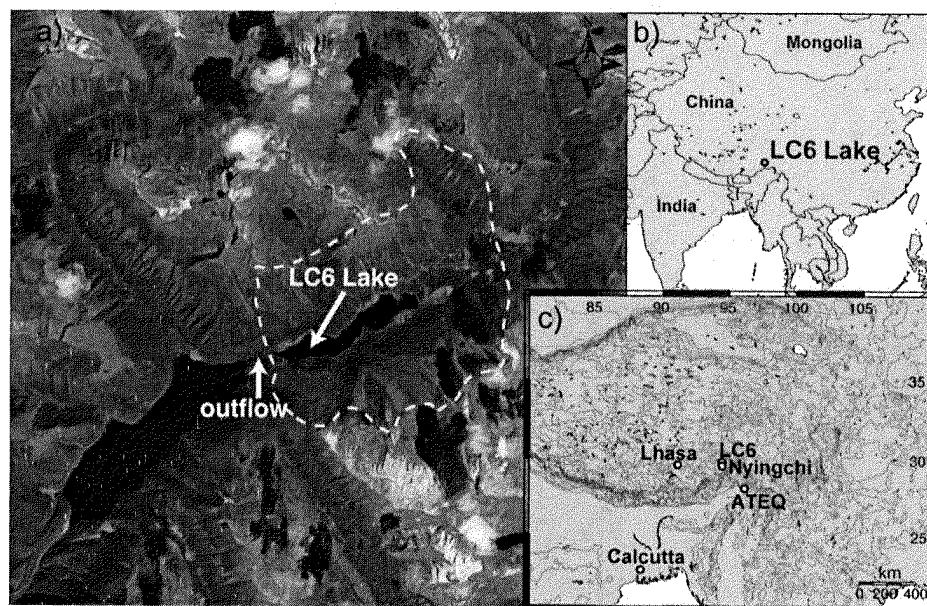 a)
LC6 Lake
outflow
b)
Mongolia
China
LC6 Lake
India
c)
85 90 95 100 105
35
30
25
Lhasa
LC6
Nyingchi
ATEQ
Calcutta
km
0 200 400